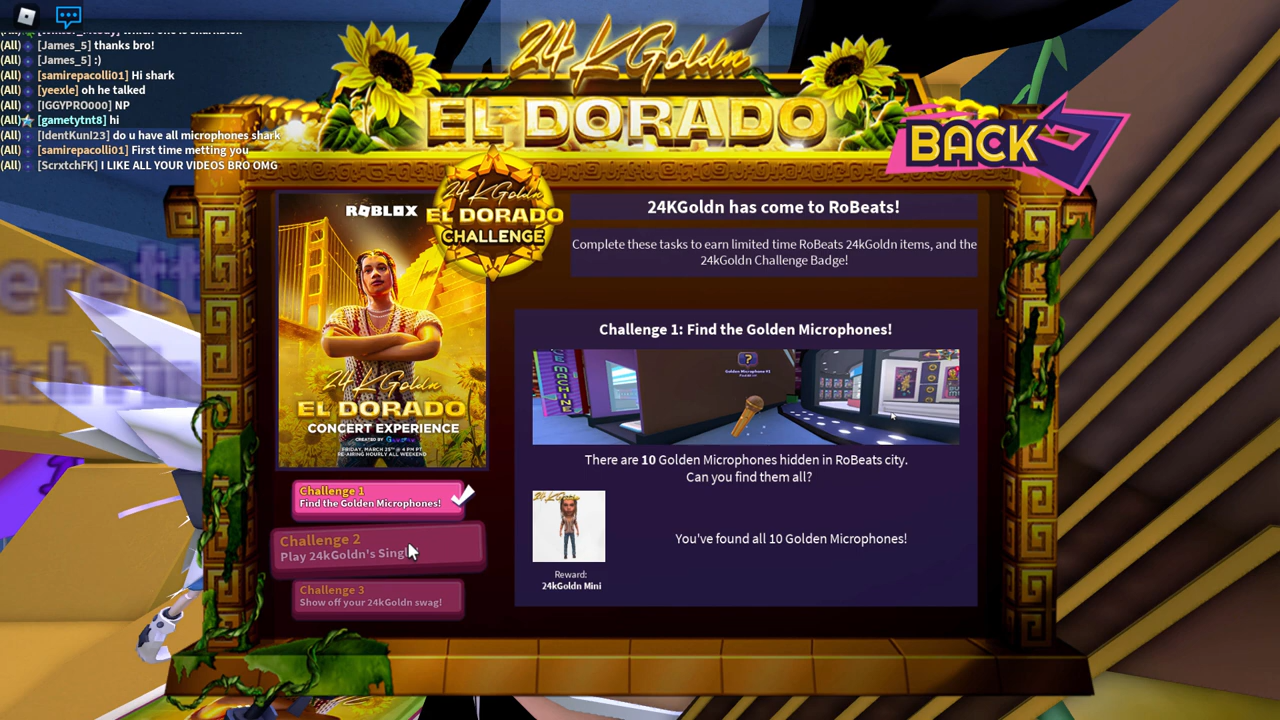 (All) [James_5] thanks bro!
(All) [James_5] :)
(All) [samirepacolli01] Hi shark
(All) [yeexle] oh he talked
(All) [IGGYPRO000] NP
(All) [gametytnt8] hi
(All) [IdentKunI23] do u have all microphones shark
(All) [samirepacolli01] First time metting you
(All) [ScrxtchFK] I LIKE ALL YOUR VIDEOS BRO OMG
24KGoldn
EL DORADO
BACK
24KGoldn
EL DORADO
CHALLENGE
ROBLOX
24KGoldn
EL DORADO
CONCERT EXPERIENCE
CREATED BY
FRIDAY, MARCH 25TH @ 4 PM PT
RE-AIRING HOURLY ALL WEEKEND
24KGoldn has come to RoBeats!
Complete these tasks to earn limited time RoBeats 24kGoldn items, and the
24kGoldn Challenge Badge!
Challenge 1: Find the Golden Microphones!
MACHINE
?
There are 10 Golden Microphones hidden in RoBeats city.
Can you find them all?
24KGoldn
You've found all 10 Golden Microphones!
Reward:
24kGoldn Mini
Challenge 1
Find the Golden Microphones!
Challenge 2
Play 24kGoldn's Singl
Challenge 3
Show off your 24kGoldn swag!